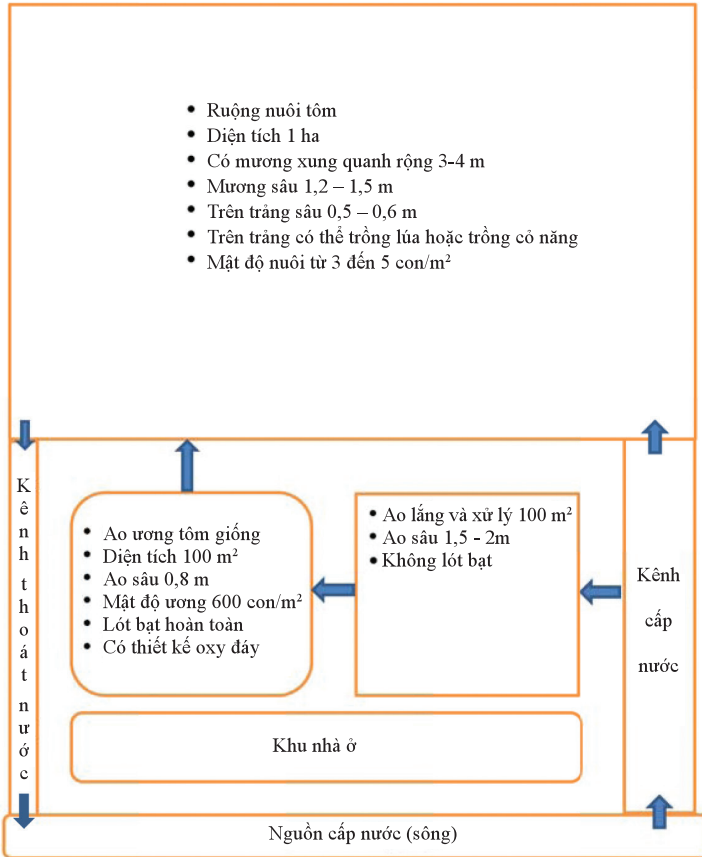 • Ruộng nuôi tôm
• Diện tích 1 ha
• Có mương xung quanh rộng 3-4 m
• Mương sâu 1,2 – 1,5 m
• Trên trảng sâu 0,5 – 0,6 m
• Trên trảng có thể trồng lúa hoặc trồng cỏ năng
• Mật độ nuôi từ 3 đến 5 con/m²
Kênh thoát nước
• Ao ương tôm giống
• Diện tích 100 m²
• Ao sâu 0,8 m
• Mật độ ương 600 con/m²
• Lót bạt hoàn toàn
• Có thiết kế oxy đáy
• Ao lắng và xử lý 100 m²
• Ao sâu 1,5 - 2m
• Không lót bạt
Kênh
cấp
nước
Khu nhà ở
Nguồn cấp nước (sông)